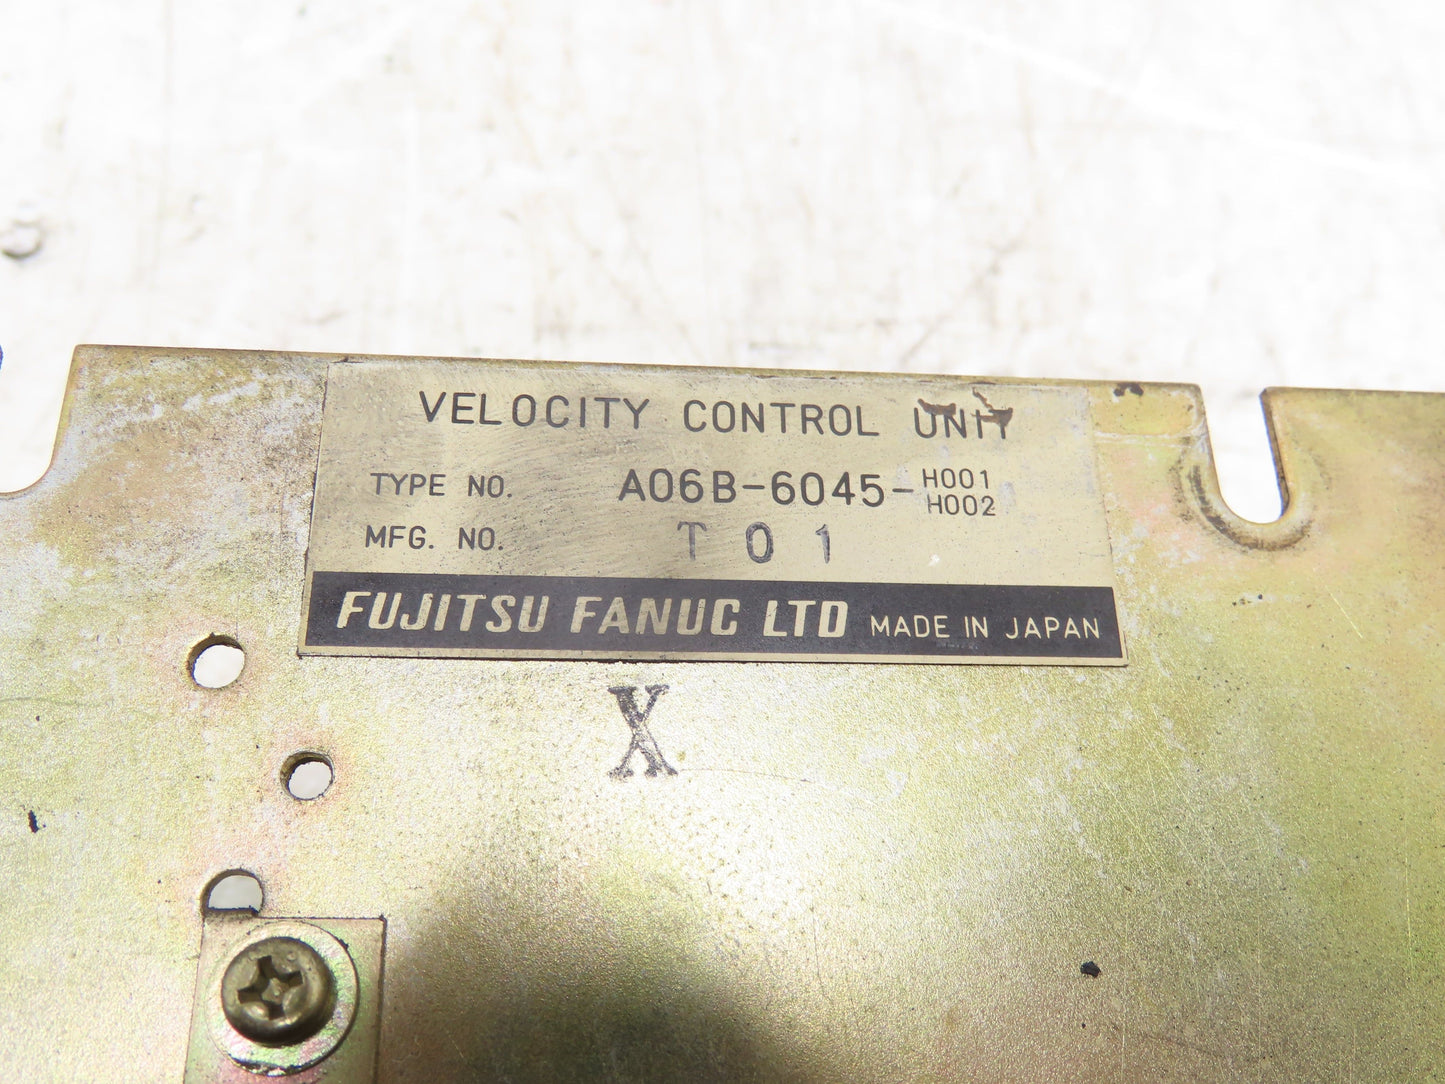 VELOCITY CONTROL UNIT
TYPE NO. A06B-6045-H001
H002
MFG. NO. T01
FUJITSU FANUC LTD MADE IN JAPAN
X